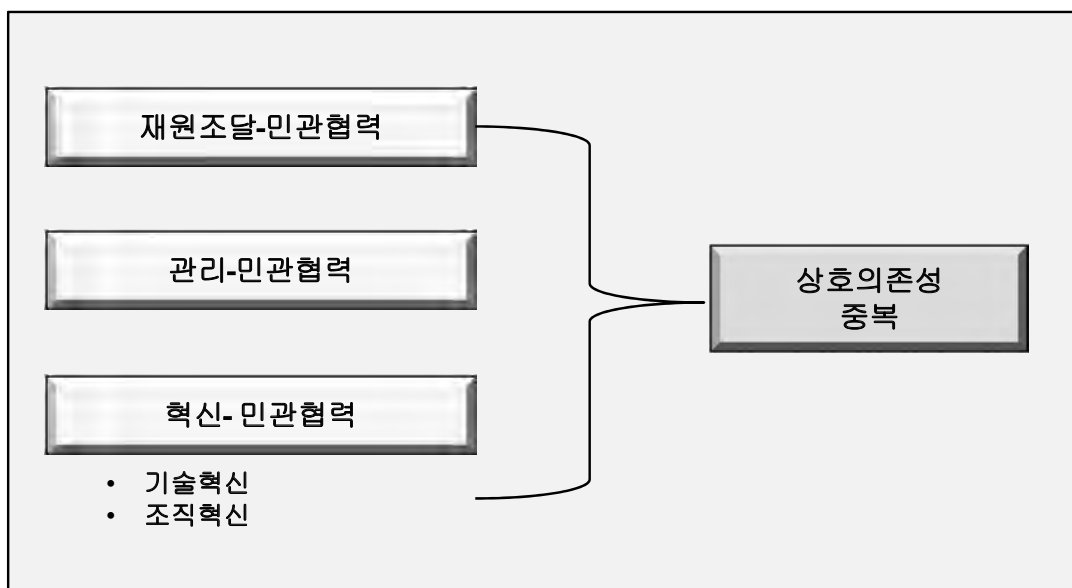 재원조달-민관협력
관리-민관협력
혁신- 민관협력
• 기술혁신
• 조직혁신
상호의존성
중복